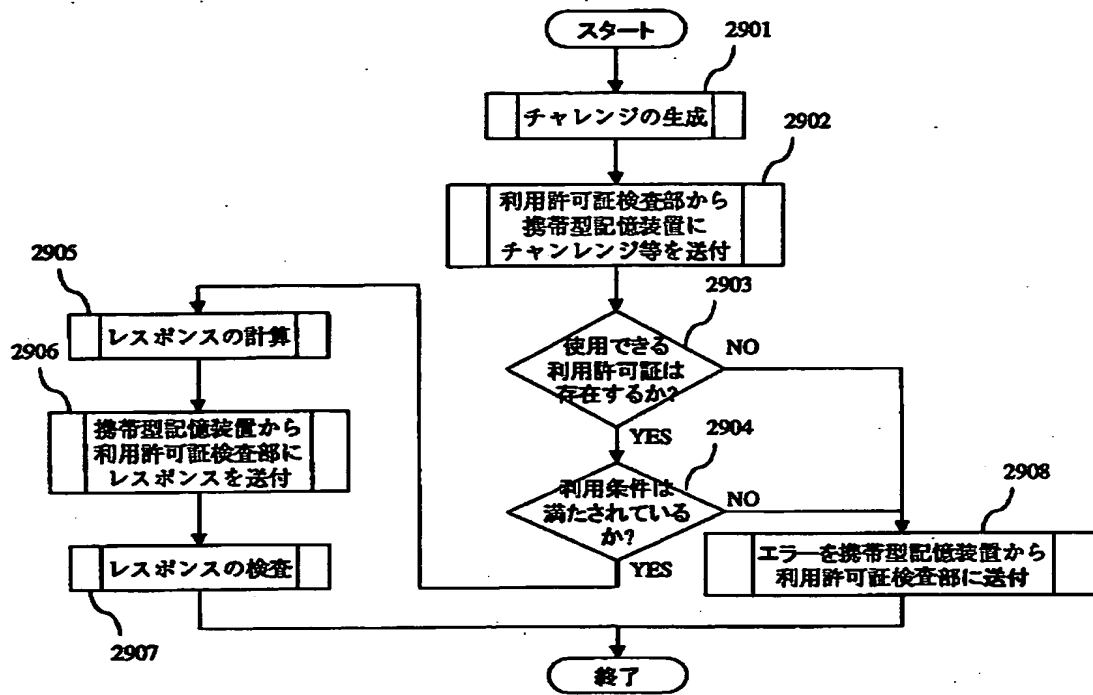 スタート
2901
チャレンジの生成
2902
利用許可証検査部から
携帯型記憶装置に
チャンレンジ等を送付
2903
使用できる
利用許可証は
存在するか?
NO
YES
2904
利用条件は
満たされている
か?
NO
YES
2905
レスポンスの計算
2906
携帯型記憶装置から
利用許可証検査部に
レスポンスを送付
レスポンスの検査
2907
2908
エラーを携帯型記憶装置から
利用許可証検査部に送付
終了